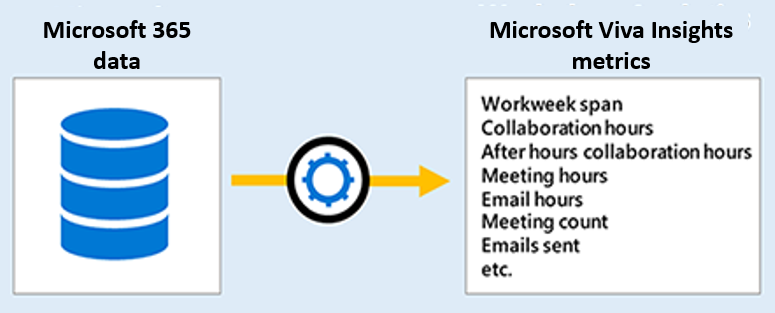 Microsoft 365
data
Microsoft Viva Insights
metrics
Workweek span
Collaboration hours
After hours collaboration hours
Meeting hours
Email hours
Meeting count
Emails sent
etc.